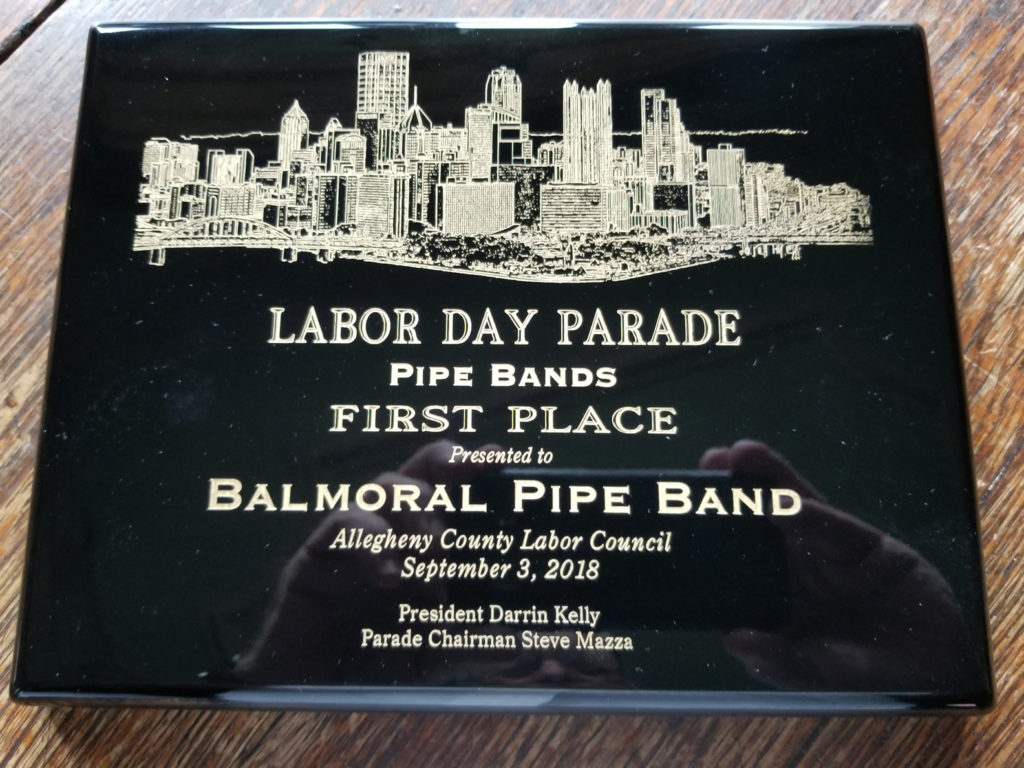 LABOR DAY PARADE
PIPE BANDS
FIRST PLACE
Presented to
BALMORAL PIPE BAND
Allegheny County Labor Council
September 3, 2018
President Darrin Kelly
Parade Chairman Steve Mazza